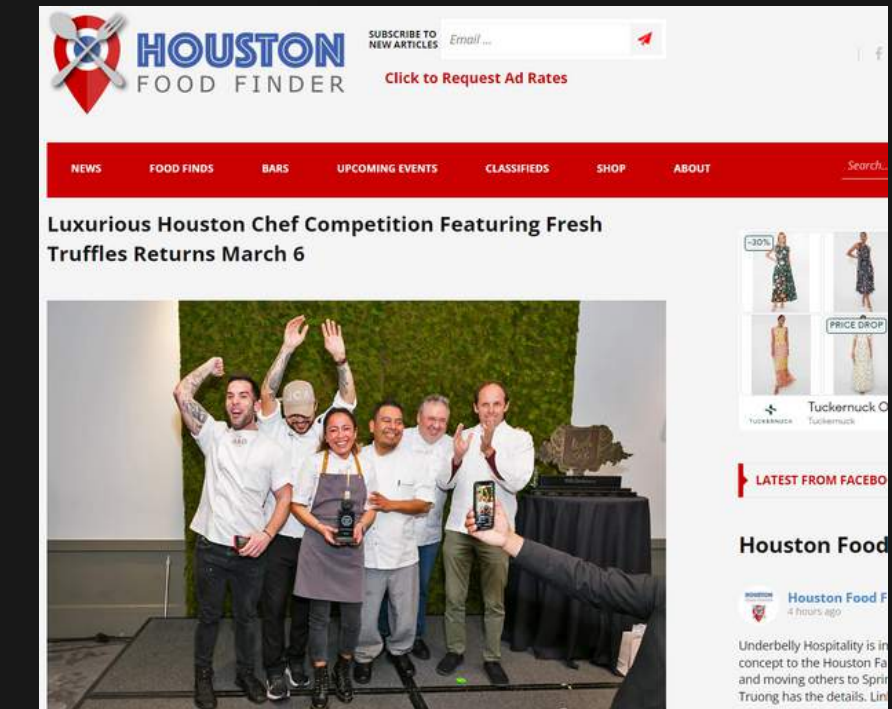 HOUSTON
FOOD FINDER
SUBSCRIBE TO
NEW ARTICLES
Email ...
Click to Request Ad Rates
NEWS FOOD FINDS BARS UPCOMING EVENTS CLASSIFIEDS SHOP ABOUT
Search...
Luxurious Houston Chef Competition Featuring Fresh
Truffles Returns March 6
-30%
PRICE DROP
Tuckernuck O
TUCKERNUCK
Tuckernuck
LATEST FROM FACEBO
Houston Food
HOUSTON
Houston Food F
4 hours ago
Underbelly Hospitality is in
concept to the Houston Fa
and moving others to Sprin
Truong has the details. Lin